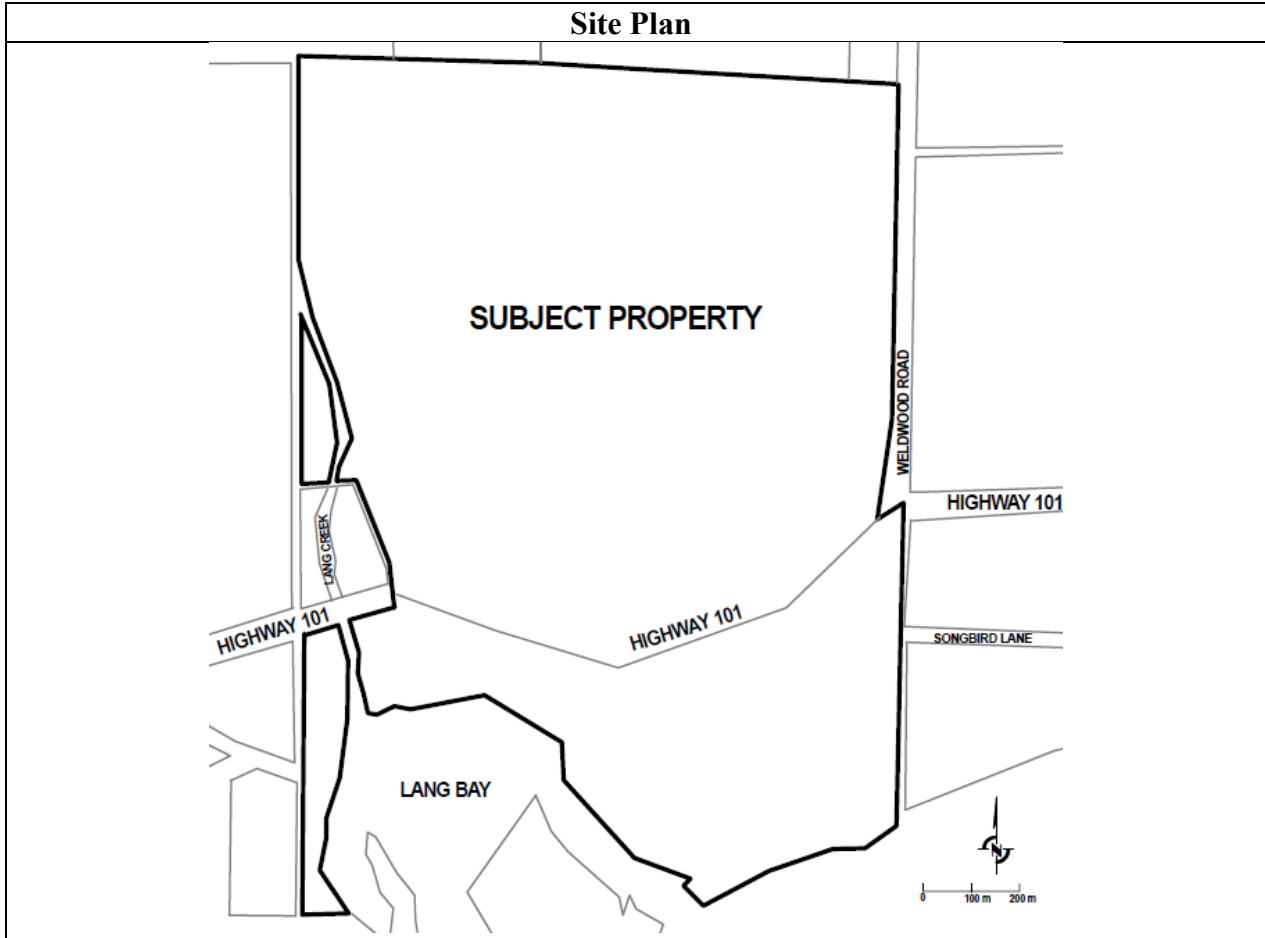 Site Plan
SUBJECT PROPERTY
WELDWOOD ROAD
HIGHWAY 101
LANG CREEK
HIGHWAY 101
HIGHWAY 101
SONGBIRD LANE
LANG BAY
N
0 100 m 200 m